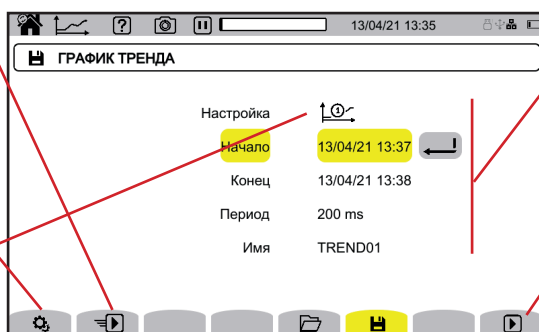 13/04/21 13:35
ГРАФИК ТРЕНДА
Настройка 1
Начало 13/04/21 13:37
Конец 13/04/21 13:38
Период 200 ms
Имя TREND01